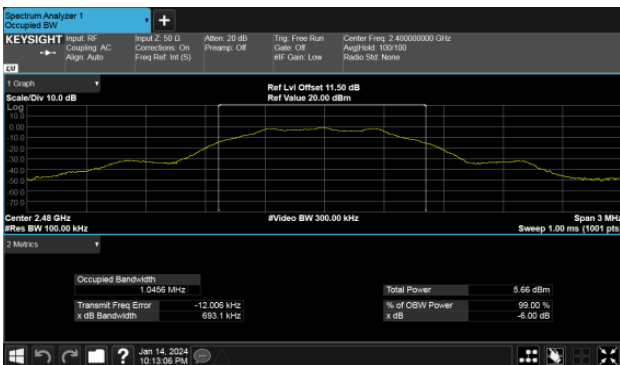 Spectrum Analyzer 1
Occupied BW
KEYSIGHT Input: RF Input Z: 50 Ω Atten: 20 dB Trig: Free Run Center Freq: 2.480000000 GHz
Coupling: AC Corrections: On Preamp: Off Gate: Off Avg|Hold: 100/100
Align: Auto Freq Ref: Int (S) #IF Gain: Low Radio Std: None
LXI
1 Graph
Ref Lvl Offset 11.50 dB
Scale/Div 10.0 dB Ref Value 20.00 dBm
Log
10.0
0.00
-10.0
-20.0
-30.0
-40.0
-50.0
-60.0
-70.0
Center 2.48 GHz #Video BW 300.00 kHz Span 3 MHz
#Res BW 100.00 kHz Sweep 1.00 ms (1001 pts
2 Metrics
Occupied Bandwidth
1.0456 MHz Total Power 5.66 dBm
Transmit Freq Error -12.006 kHz % of OBW Power 99.00 %
x dB Bandwidth 693.1 kHz x dB -6.00 dB
? Jan 14, 2024
10:13:06 PM